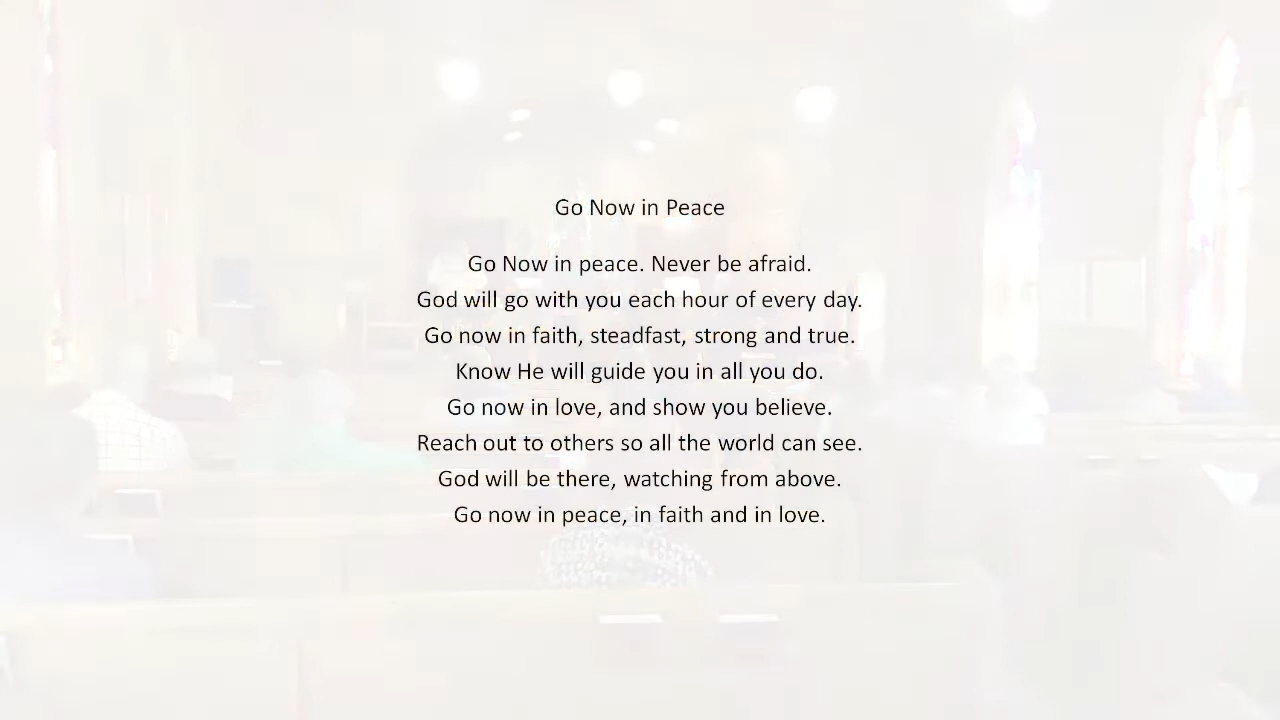 Go Now in Peace
Go Now in peace. Never be afraid.
God will go with you each hour of every day.
Go now in faith, steadfast, strong and true.
Know He will guide you in all you do.
Go now in love, and show you believe.
Reach out to others so all the world can see.
God will be there, watching from above.
Go now in peace, in faith and in love.